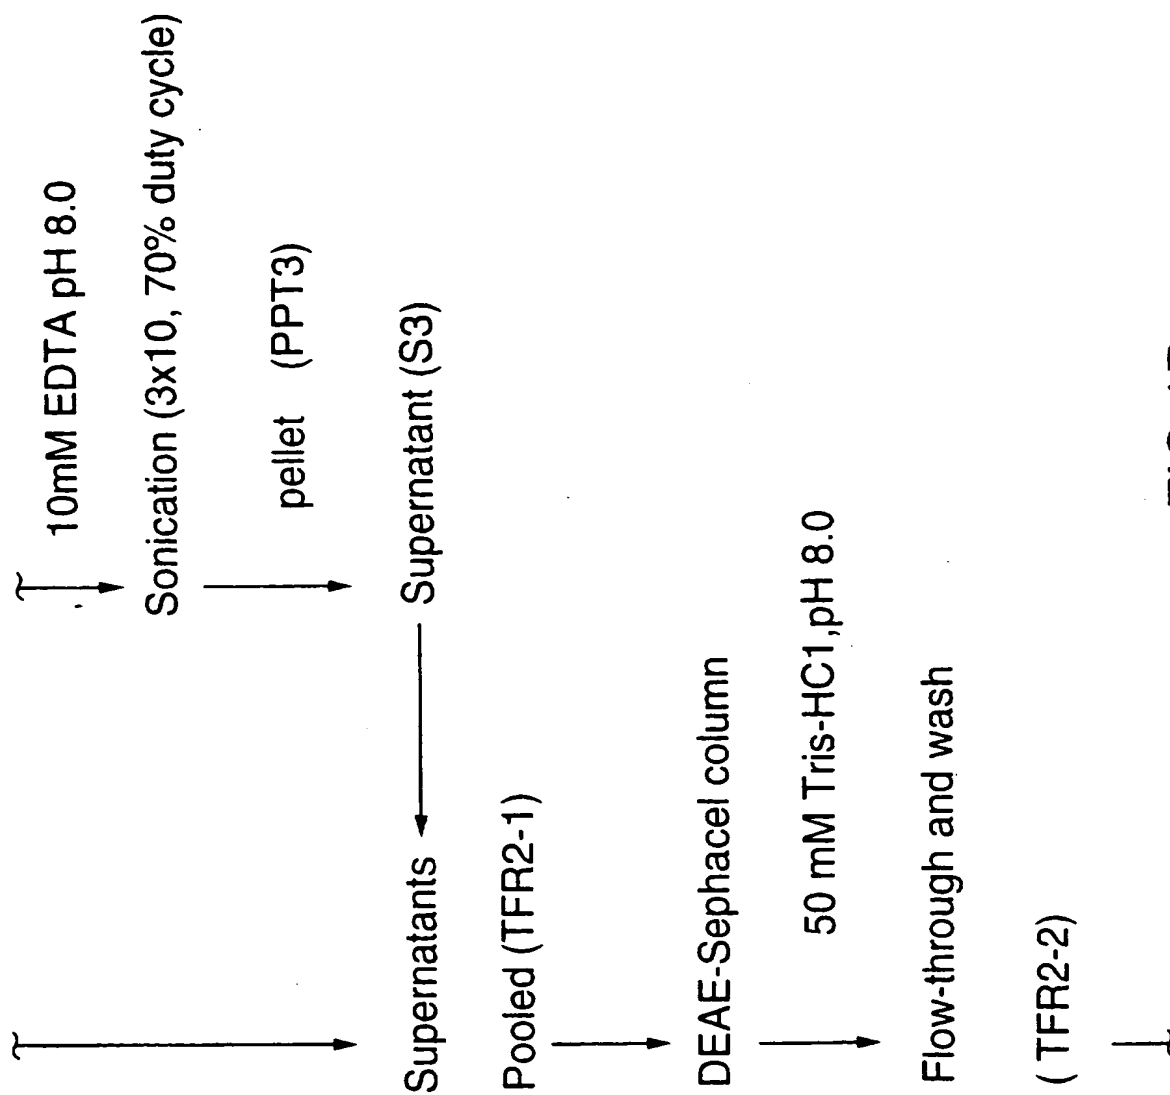 10mM EDTA pH 8.0
Sonication (3x10, 70% duty cycle)
pellet (PPT3)
Supernatant (S3)
Supernatants
Pooled (TFR2-1)
DEAE-Sephacel column
50 mM Tris-HC1,pH 8.0
Flow-through and wash
( TFR2-2)